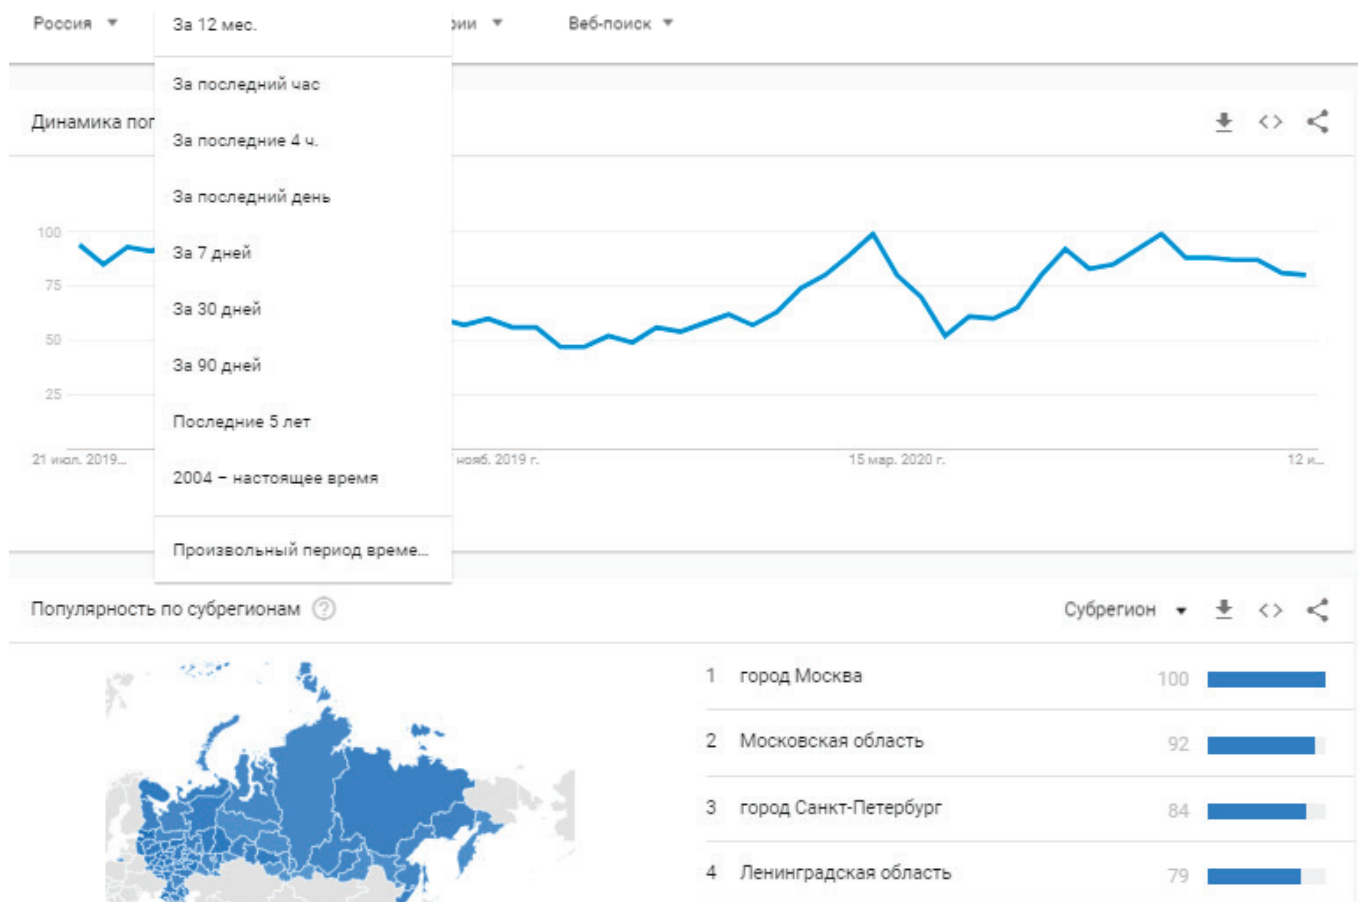 Россия
За 12 мес.
рии
Веб-поиск
За последний час
Динамика поп
За последние 4 ч.
За последний день
За 7 дней
За 30 дней
За 90 дней
Последние 5 лет
2004 – настоящее время
Произвольный период време...
100
75
50
25
21 июл. 2019...
нояб. 2019 г.
15 мар. 2020 г.
12 и...
Популярность по субрегионам ?
Субрегион
1 город Москва 100
2 Московская область 92
3 город Санкт-Петербург 84
4 Ленинградская область 79